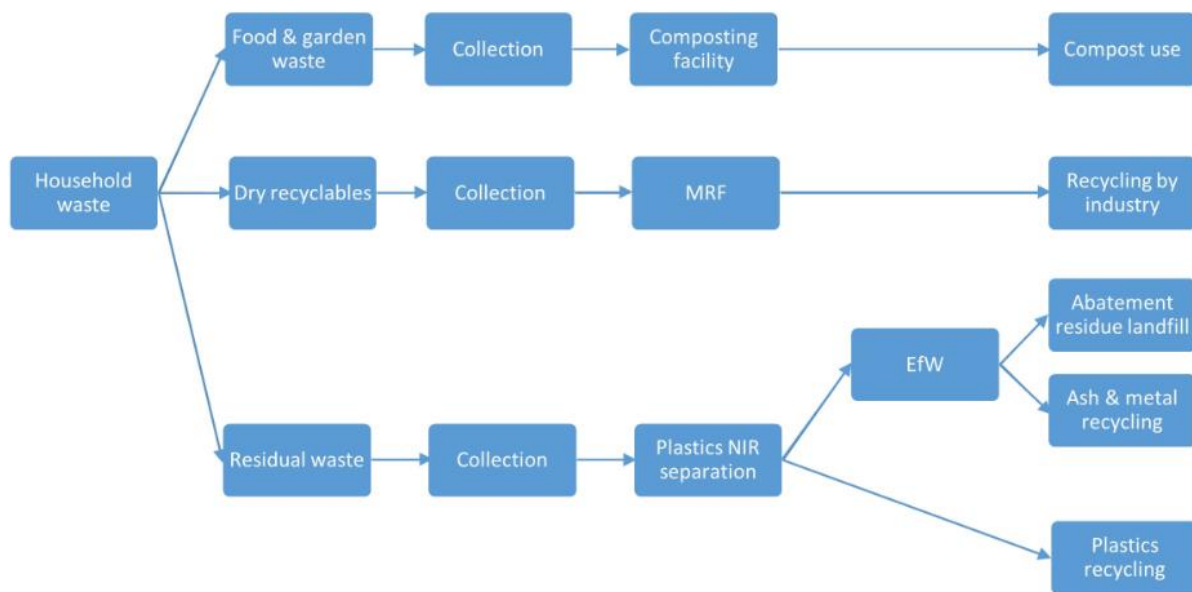 Food & garden
waste
Collection
Composting
facility
Compost use
Household
waste
Dry recyclables
Collection
MRF
Recycling by
industry
Abatement
residue landfill
EfW
Ash & metal
recycling
Residual waste
Collection
Plastics NIR
separation
Plastics
recycling